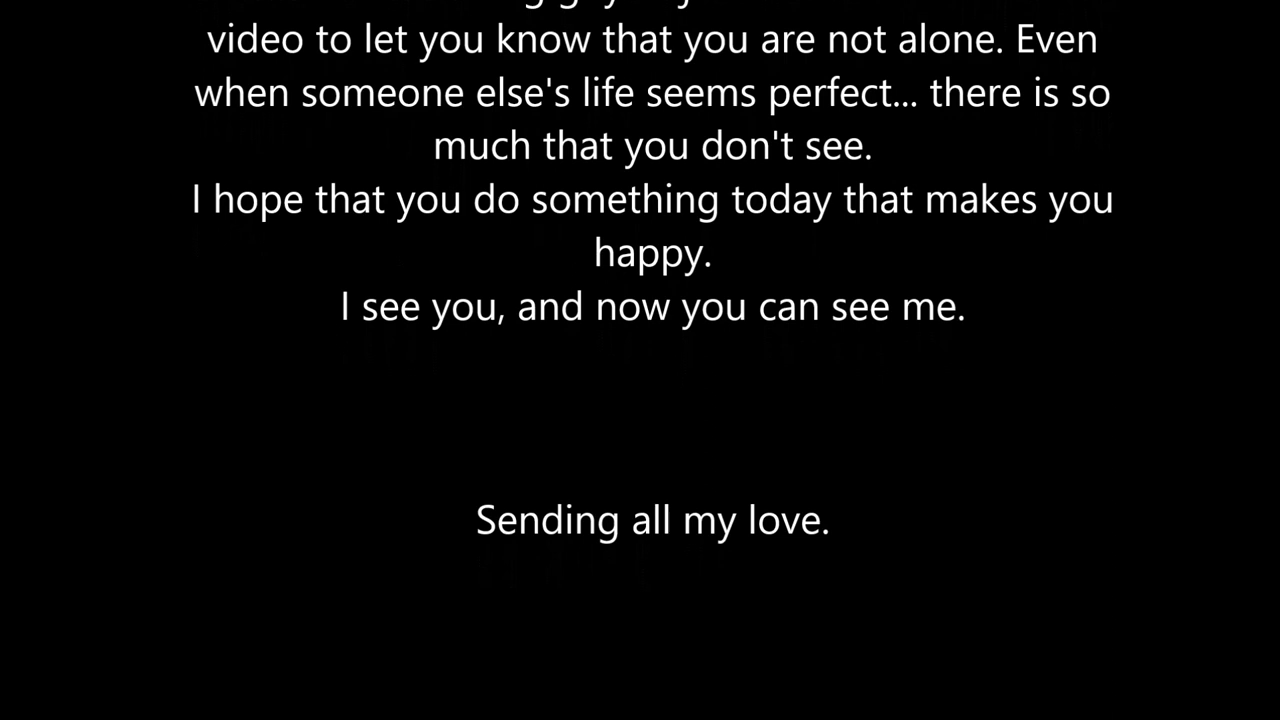 video to let you know that you are not alone. Even
when someone else's life seems perfect... there is so
much that you don't see.
I hope that you do something today that makes you
happy.
I see you, and now you can see me.
Sending all my love.